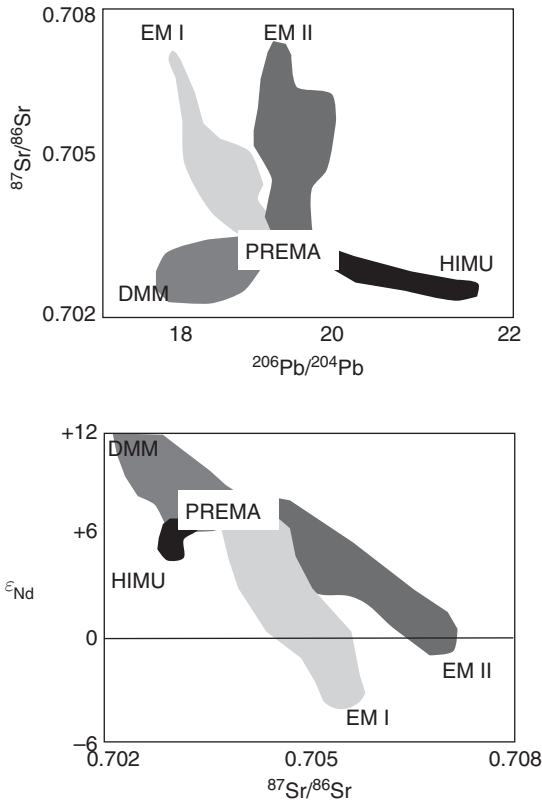 0.708
EM I
EM II
⁸⁷Sr/⁸⁶Sr
0.705
PREMA
HIMU
DMM
0.702
18
20
22
²⁰⁶Pb/²⁰⁴Pb
+12
DMM
PREMA
+6
HIMU
εNd
0
EM II
EM I
−6
0.702
0.705
0.708
⁸⁷Sr/⁸⁶Sr